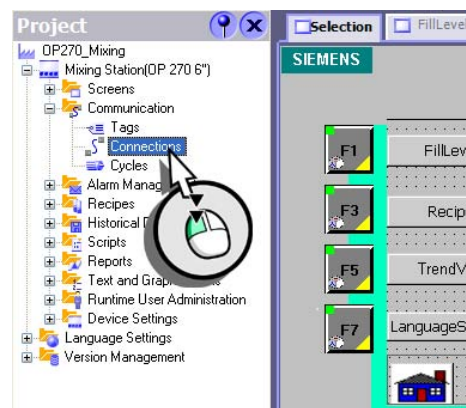 Project
OP270_Mixing
Mixing Station(OP 270 6")
Screens
Communication
Tags
Connections
Cycles
Alarm Manag
Recipes
Historical D
Scripts
Reports
Text and Grap
Runtime User Administration
Device Settings
Language Settings
Version Management
Selection
FillLeve
SIEMENS
F1
FillLev
F3
Recip
F5
TrendV
F7
LanguageS